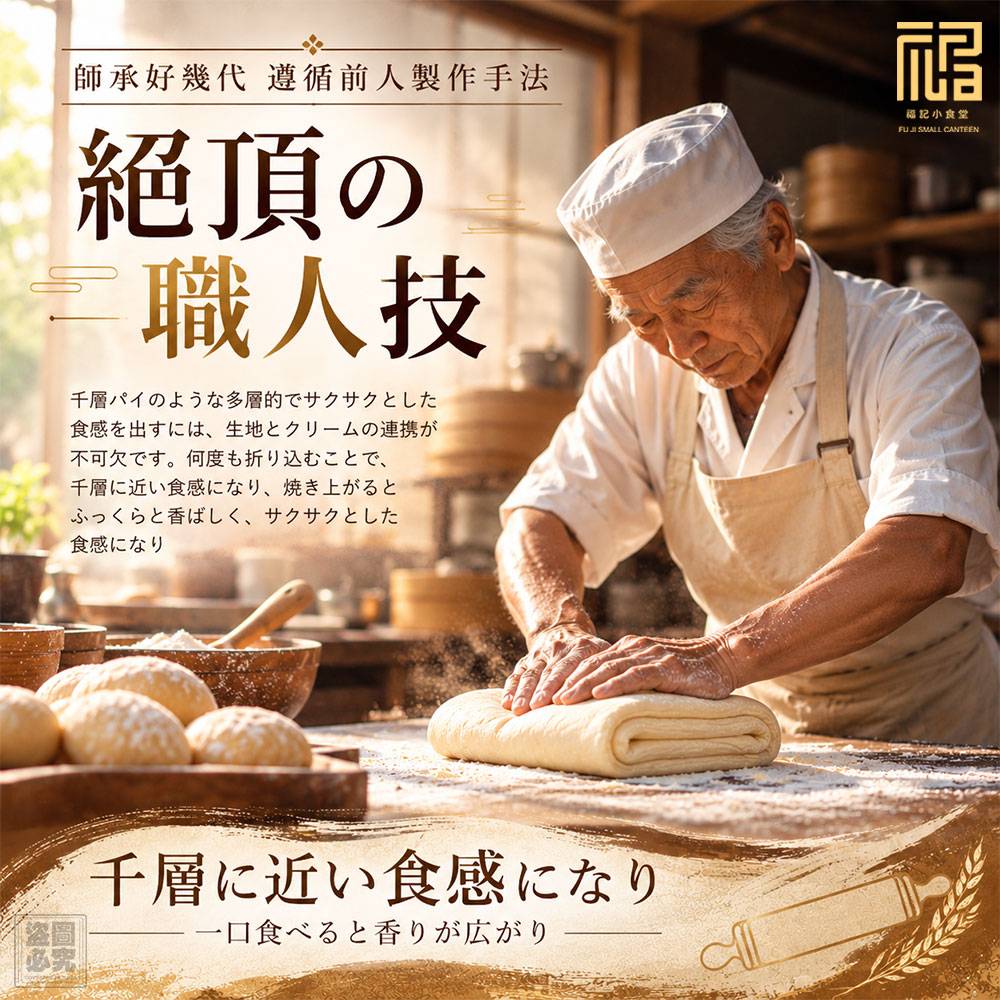 師承好幾代 遵循前人製作手法
福記小食堂
FU JI SMALL CANTEEN
絕頂の
職人技
千層パイのような多層的でサクサクとした
食感を出すには、生地とクリームの連携が
不可欠です。何度も折り込むことで、
千層に近い食感になり、焼き上がると
ふっくらと香ばしく、サクサクとした
食感になり
千層に近い食感になり
一口食べると香りが広がり
盜圖
必究